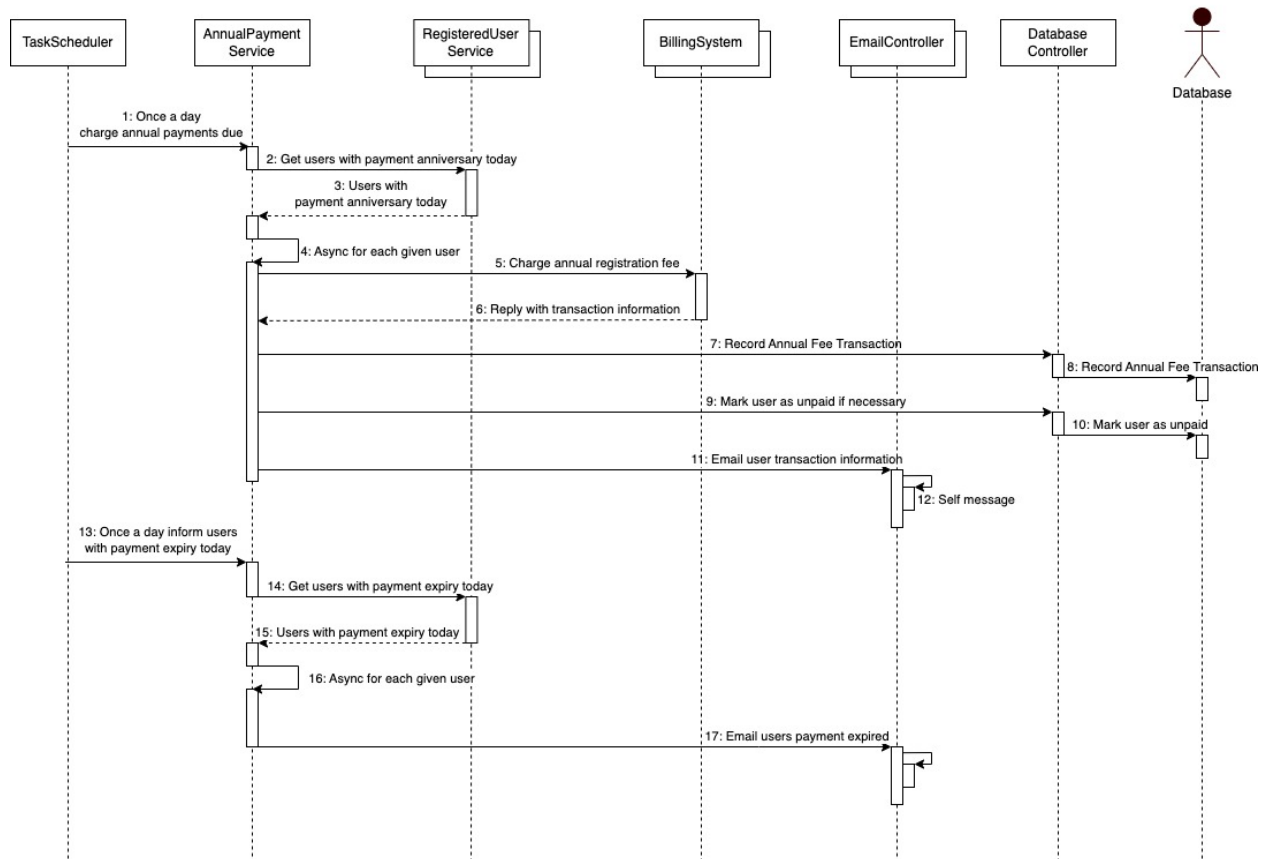 TaskScheduler
AnnualPayment
Service
RegisteredUser
Service
BillingSystem
EmailController
Database
Controller
Database
1: Once a day
charge annual payments due
2: Get users with payment anniversary today
3: Users with
payment anniversary today
4: Async for each given user
5: Charge annual registration fee
6: Reply with transaction information
7: Record Annual Fee Transaction
8: Record Annual Fee Transaction
9: Mark user as unpaid if necessary
10: Mark user as unpaid
11: Email user transaction information
12: Self message
13: Once a day inform users
with payment expiry today
14: Get users with payment expiry today
15: Users with payment expiry today
16: Async for each given user
17: Email users payment expired